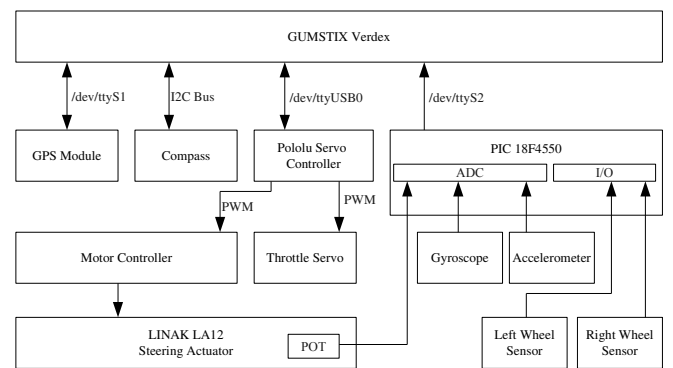 GUMSTIX Verdex
/dev/ttyS1
I2C Bus
/dev/ttyUSB0
/dev/ttyS2
GPS Module
Compass
Pololu Servo
Controller
PIC 18F4550
ADC
I/O
PWM
PWM
Motor Controller
Throttle Servo
Gyroscope
Accelerometer
LINAK LA12
Steering Actuator
POT
Left Wheel
Sensor
Right Wheel
Sensor